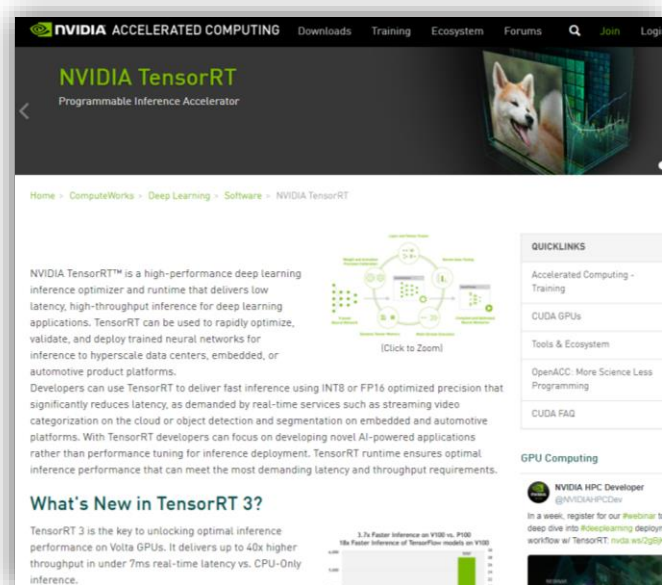 NVIDIA ACCELERATED COMPUTING Downloads Training Ecosystem Forums Join
NVIDIA TensorRT
Programmable Inference Accelerator
Home > ComputeWorks > Deep Learning > Software > NVIDIA TensorRT
NVIDIA TensorRT™ is a high-performance deep learning
inference optimizer and runtime that delivers low
latency, high-throughput inference for deep learning
applications. TensorRT can be used to rapidly optimize,
validate, and deploy trained neural networks for
inference to hyperscale data centers, embedded, or
automotive product platforms.
(Click to Zoom)
Developers can use TensorRT to deliver fast inference using INT8 or FP16 optimized precision that
significantly reduces latency, as demanded by real-time services such as streaming video
categorization on the cloud or object detection and segmentation on embedded and automotive
platforms. With TensorRT developers can focus on developing novel AI-powered applications
rather than performance tuning for inference deployment. TensorRT runtime ensures optimal
inference performance that can meet the most demanding latency and throughput requirements.
What's New in TensorRT 3?
TensorRT 3 is the key to unlocking optimal inference
performance on Volta GPUs. It delivers up to 40x higher
throughput in under 7ms real-time latency vs. CPU-Only
inference.
3.7x Faster Inference on V100 vs. P100
18x Faster Inference of TensorFlow models on V100
QUICKLINKS
Accelerated Computing -
Training
CUDA GPUs
Tools & Ecosystem
OpenACC: More Science Less
Programming
CUDA FAQ
GPU Computing
NVIDIA HPC Developer
@NVIDIAHPCDev
In a week, register for our #webinar
deep dive into #deeplearning
workflow w/ TensorRT: